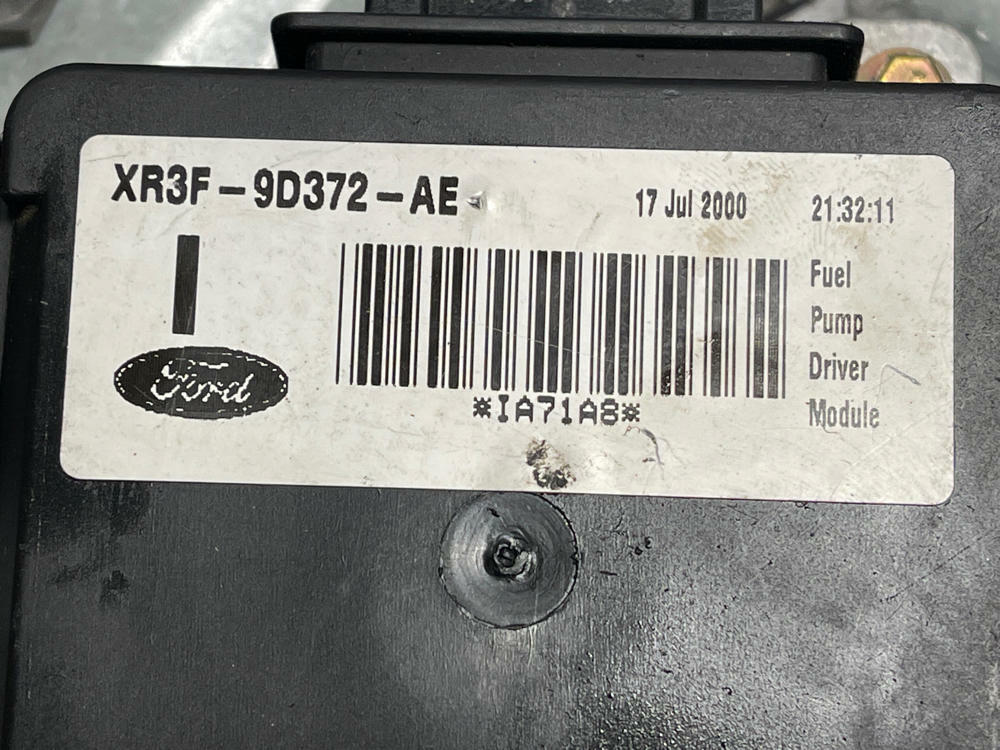 XR3F-9D372-AE
17 Jul 2000
21:32:11
Fuel
Pump
Driver
Module
Ford
*IA71A8*